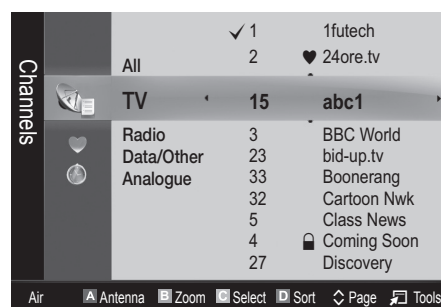 Channels
✓ 1 1futech
All 2 ♥ 24ore.tv
TV 15 abc1
Radio 3 BBC World
Data/Other 23 bid-up.tv
Analogue 33 Boonerang
32 Cartoon Nwk
5 Class News
4 Coming Soon
27 Discovery
Air A Antenna B Zoom C Select D Sort Page Tools